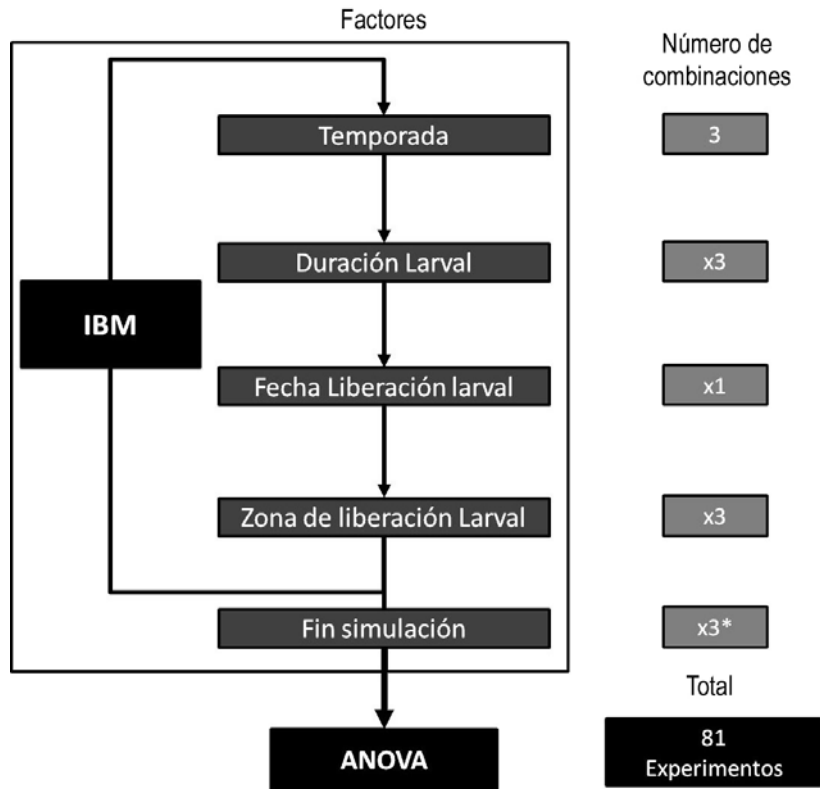 Factores
Número de
combinaciones
Temporada
3
Duración Larval
x3
IBM
Fecha Liberación larval
x1
Zona de liberación Larval
x3
Fin simulación
x3*
Total
ANOVA
81
Experimentos